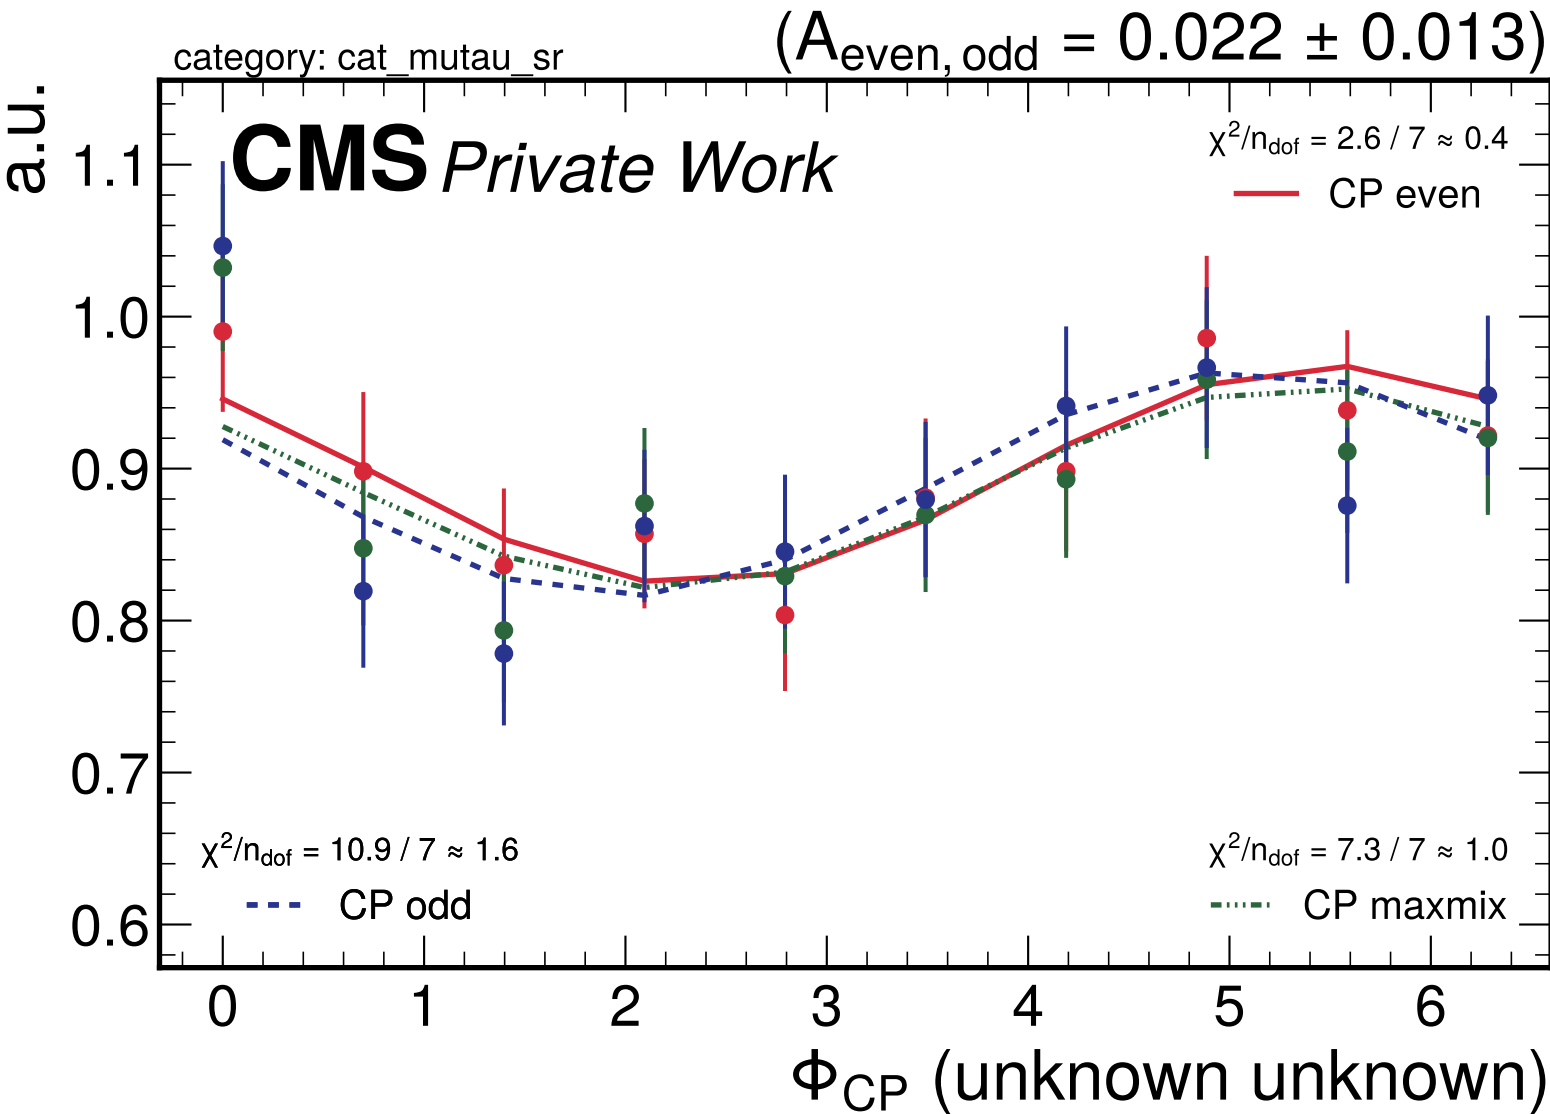 category: cat_mutau_sr
(A_even, odd = 0.022 ± 0.013)
a.u.
CMS Private Work
χ²/n_dof = 2.6 / 7 ≈ 0.4
CP even
1.1
1.0
0.9
0.8
0.7
0.6
χ²/n_dof = 10.9 / 7 ≈ 1.6
CP odd
χ²/n_dof = 7.3 / 7 ≈ 1.0
CP maxmix
0 1 2 3 4 5 6
Φ_CP (unknown unknown)